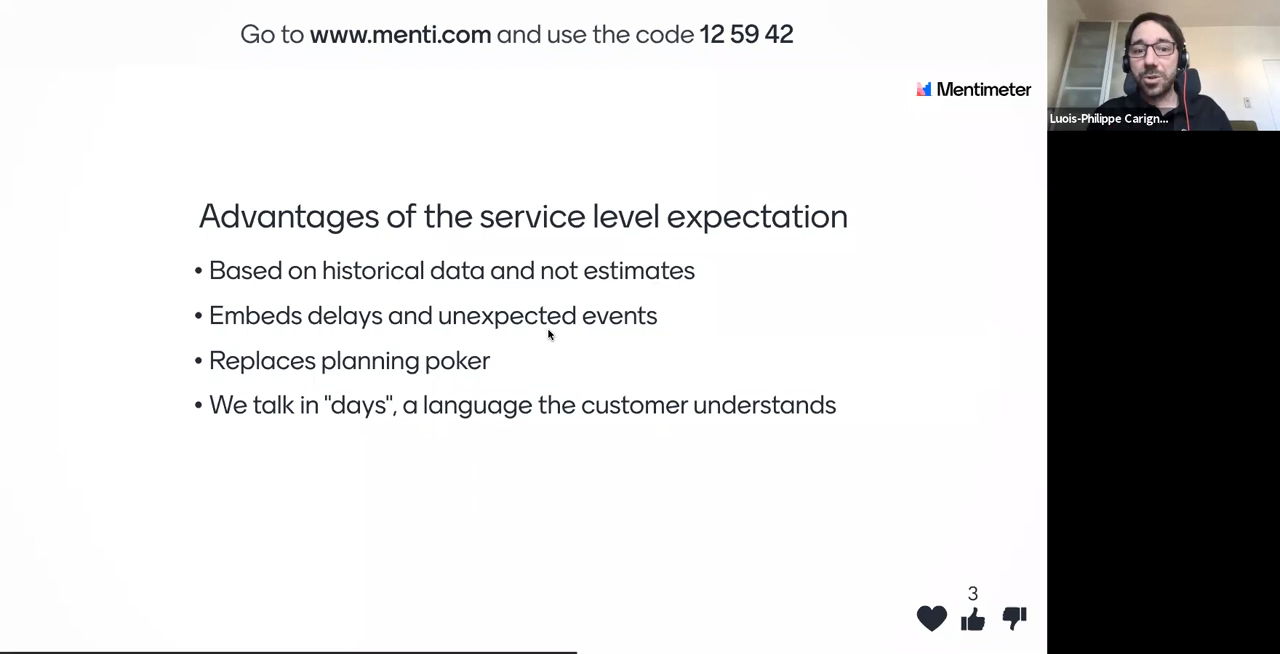 Go to www.menti.com and use the code 12 59 42
Mentimeter
Luois-Philippe Carign...
Advantages of the service level expectation
• Based on historical data and not estimates
• Embeds delays and unexpected events
• Replaces planning poker
• We talk in "days", a language the customer understands
3